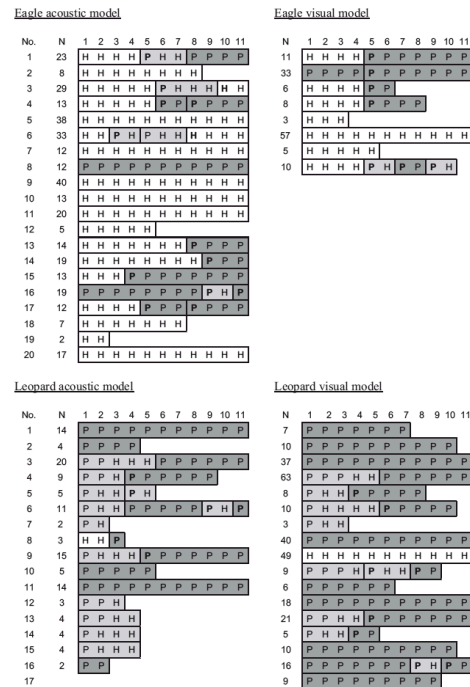 Eagle acoustic model
No. N 1 2 3 4 5 6 7 8 9 10 11
1 23 H H H H P H H P P P P
2 8 H H H H H H H H
3 29 H H H H H P H H H H H
4 13 H H H H H P P P P P P
5 38 H H H H H H H H H H H
6 33 H H P H P H H H H H H
7 12 H H H H H H H H H H H
8 12 P P P P P P P P P P P
9 40 H H H H H H H H H H H
10 13 H H H H H H H H H H H
11 20 H H H H H H H H H H H
12 5 H H H H H
13 14 H H H H H H H P P P P
14 19 H H H H H H H H P P P
15 13 H H H P P P P P P P P
16 19 P P P P P P P P P H P
17 12 H H H H P P P P P P P
18 7 H H H H H H H
19 2 H H
20 17 H H H H H H H H H H H
Eagle visual model
N 1 2 3 4 5 6 7 8 9 10 11
11 H H H H P P P P P P P
33 P P P P P P P P P P P
6 H H H H P P
8 H H H H P P P P
3 H H H
57 H H H H H H H H H H H
5 H H H H H
10 H H H H P H P P P H
Leopard acoustic model
No. N 1 2 3 4 5 6 7 8 9 10 11
1 14 P P P P P P P P P P P
2 4 P P P P
3 20 P P H H H P P P P P P
4 9 P H H P P P P P P
5 5 P H H P H
6 11 P H H P P P P P P H P
7 2 P H
8 3 H H P
9 15 P H H H P P P P P P P
10 5 P P P P P
11 14 P P P P P P P P P P P
12 3 P P H
13 4 P P H H
14 4 P H H H
15 4 P H H H
16 2 P P
17
Leopard visual model
N 1 2 3 4 5 6 7 8 9 10 11
7 P P P P P P P
10 P P P P P P P P P P
37 P P P P P P P P P P P
63 P P P H H P P P P P P
8 P H H P P P P P
10 P H H H H P P P P P
3 P H H
40 P P P P P P P P P P P
49 H H H H H H H H H H H
9 P P H H P H H P P
6 P P P P P P
18 P P P P P P P P P P P
21 P P H H P P P P P P P
5 P H H P P
10 P P P P P P P P P P
16 P P P P P P P P H P P
9 P P P P P P P P P